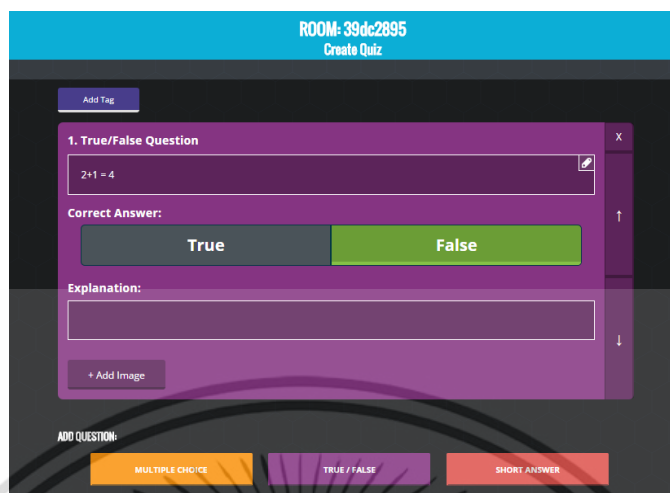 ROOM: 39dc2895
Create Quiz
Add Tag
1. True/False Question
X
2+1 = 4
Correct Answer:
↑
True
False
Explanation:
↓
+ Add Image
ADD QUESTION:
MULTIPLE CHOICE
TRUE / FALSE
SHORT ANSWER